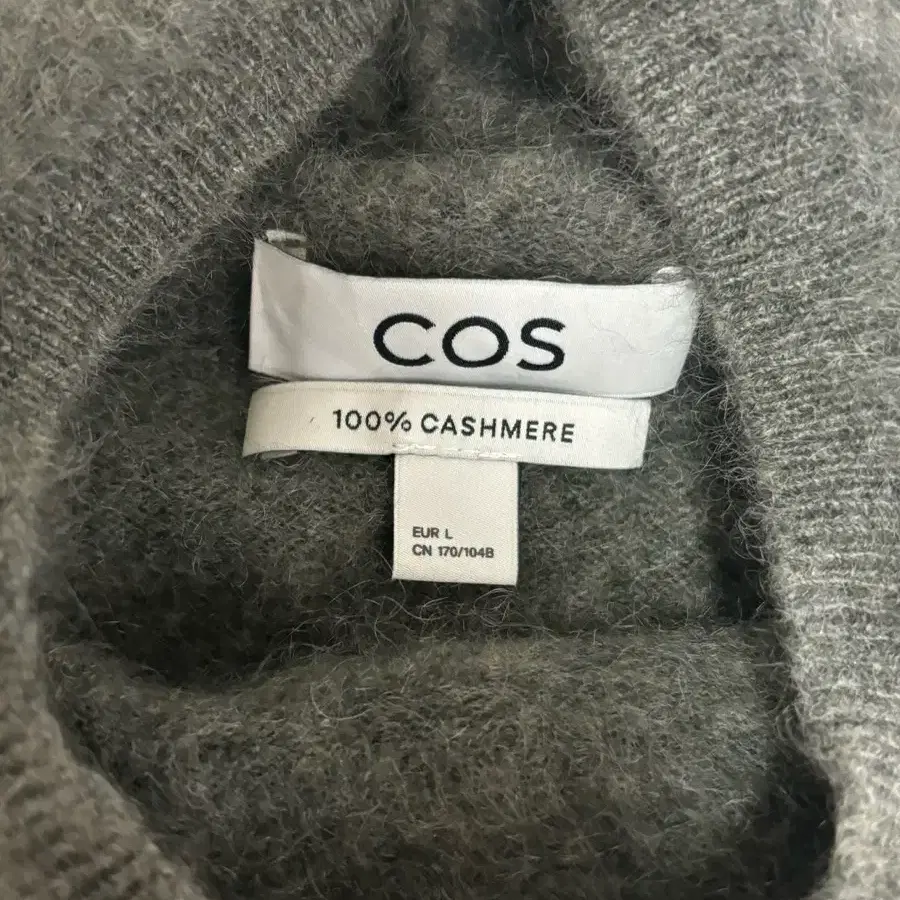 COS
100% CASHMERE
EUR L
CN 170/104B